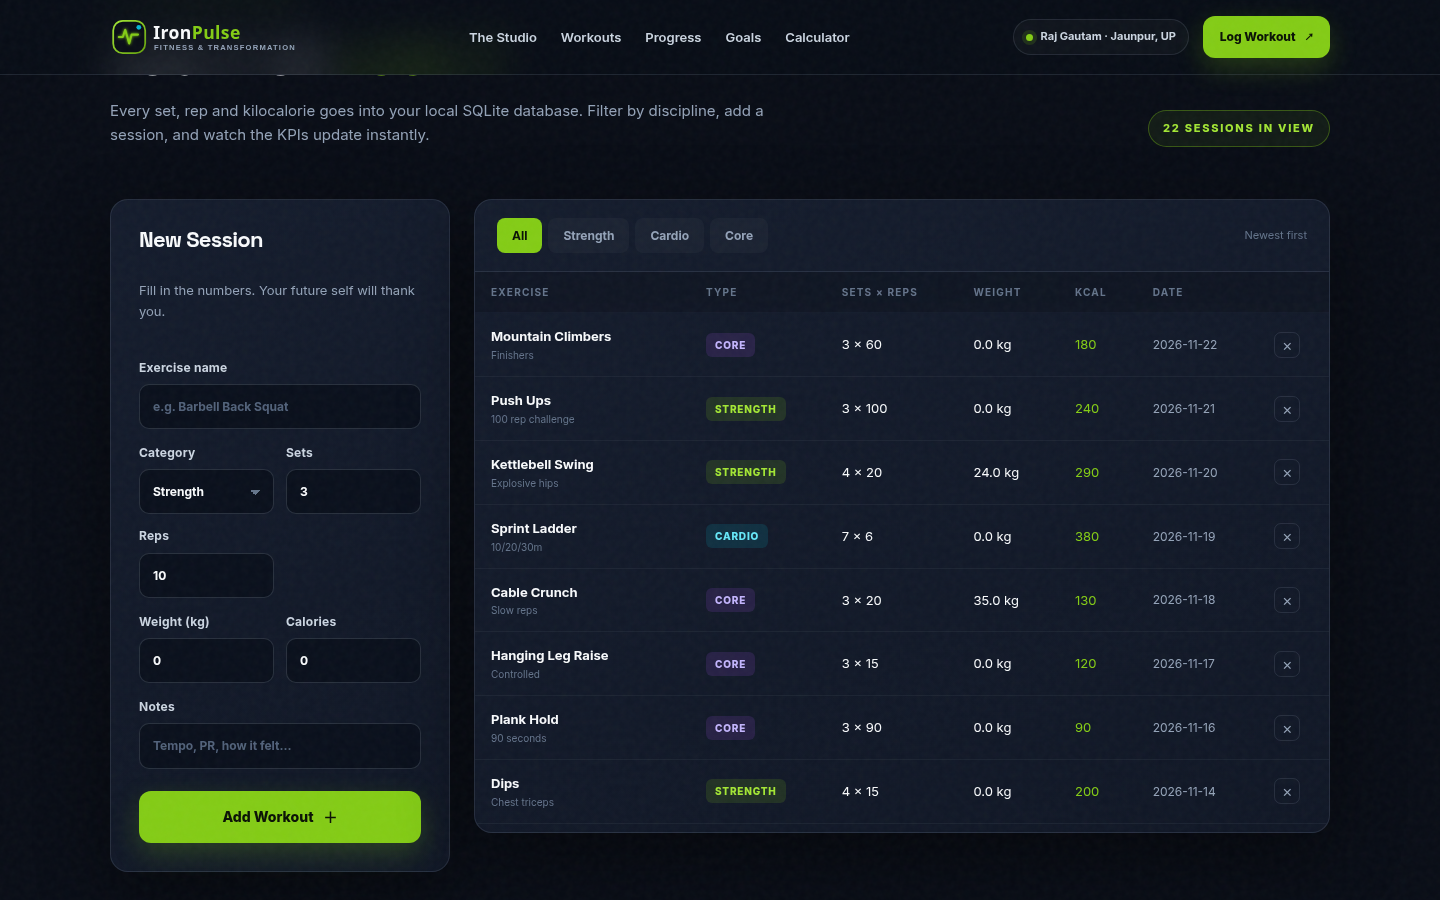 IronPulse
FITNESS & TRANSFORMATION
The Studio
Workouts
Progress
Goals
Calculator
Raj Gautam · Jaunpur, UP
Log Workout ↗
Every set, rep and kilocalorie goes into your local SQLite database. Filter by discipline, add a
session, and watch the KPIs update instantly.
22 SESSIONS IN VIEW
New Session
Fill in the numbers. Your future self will thank
you.
Exercise name
e.g. Barbell Back Squat
Category Sets
Strength 3
Reps
10
Weight (kg) Calories
0 0
Notes
Tempo, PR, how it felt...
Add Workout +
All Strength Cardio Core Newest first
EXERCISE TYPE SETS × REPS WEIGHT KCAL DATE
Mountain Climbers
Finishers
CORE 3 × 60 0.0 kg 180 2026-11-22 ×
Push Ups
100 rep challenge
STRENGTH 3 × 100 0.0 kg 240 2026-11-21 ×
Kettlebell Swing
Explosive hips
STRENGTH 4 × 20 24.0 kg 290 2026-11-20 ×
Sprint Ladder
10/20/30m
CARDIO 7 × 6 0.0 kg 380 2026-11-19 ×
Cable Crunch
Slow reps
CORE 3 × 20 35.0 kg 130 2026-11-18 ×
Hanging Leg Raise
Controlled
CORE 3 × 15 0.0 kg 120 2026-11-17 ×
Plank Hold
90 seconds
CORE 3 × 90 0.0 kg 90 2026-11-16 ×
Dips
Chest triceps
STRENGTH 4 × 15 0.0 kg 200 2026-11-14 ×